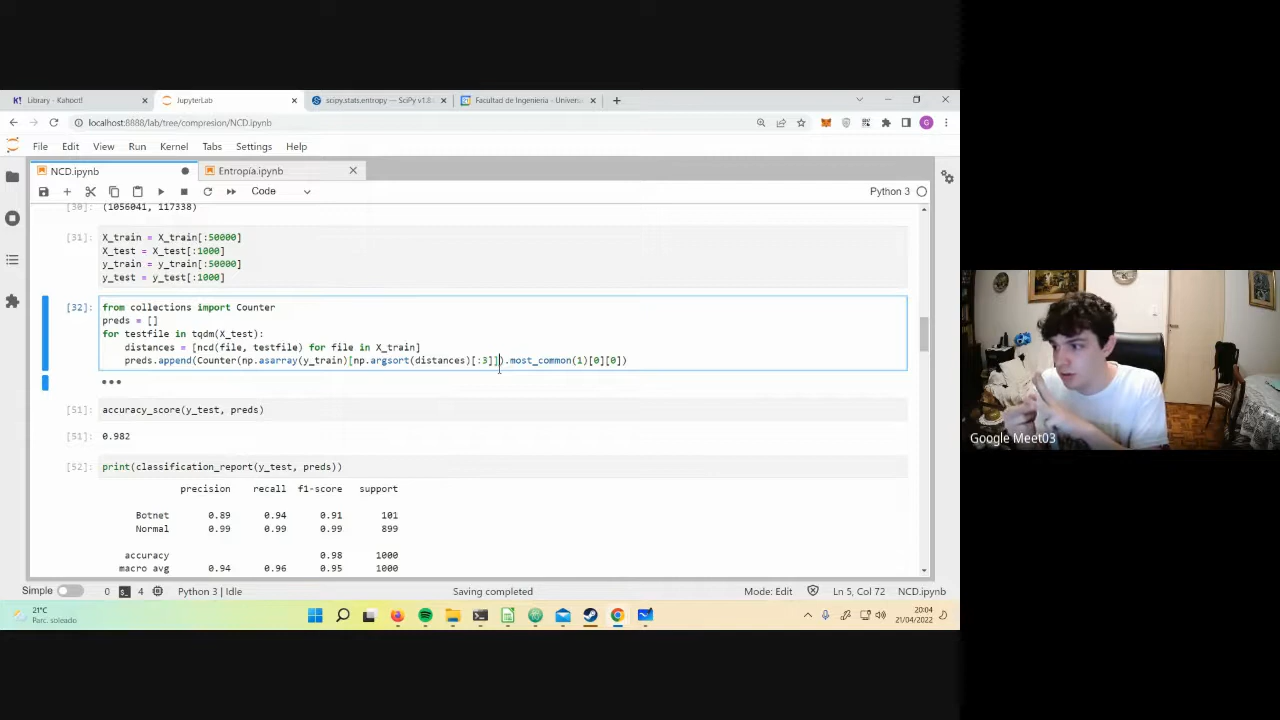 Library - Kahoot!
JupyterLab
scipy.stats.entropy — SciPy v1.8
Facultad de Ingeniería - Univers
localhost:8888/lab/tree/compresion/NCD.ipynb
G
File Edit View Run Kernel Tabs Settings Help
NCD.ipynb
Entropía.ipynb
Code
Python 3
[30]: (1056041, 117338)
[31]: X_train = X_train[:50000]
X_test = X_test[:1000]
y_train = y_train[:50000]
y_test = y_test[:1000]
[32]: from collections import Counter
preds = []
for testfile in tqdm(X_test):
distances = [ncd(file, testfile) for file in X_train]
preds.append(Counter(np.asarray(y_train)[np.argsort(distances)[:3]]).most_common(1)[0][0])
[51]: accuracy_score(y_test, preds)
[51]: 0.982
[52]: print(classification_report(y_test, preds))
precision recall f1-score support
Botnet 0.89 0.94 0.91 101
Normal 0.99 0.99 0.99 899
accuracy 0.98 1000
macro avg 0.94 0.96 0.95 1000
Simple 0 4 Python 3 | Idle Saving completed Mode: Edit Ln 5, Col 72 NCD.ipynb
21°C
Parc. soleado
20:04
21/04/2022
Google Meet03